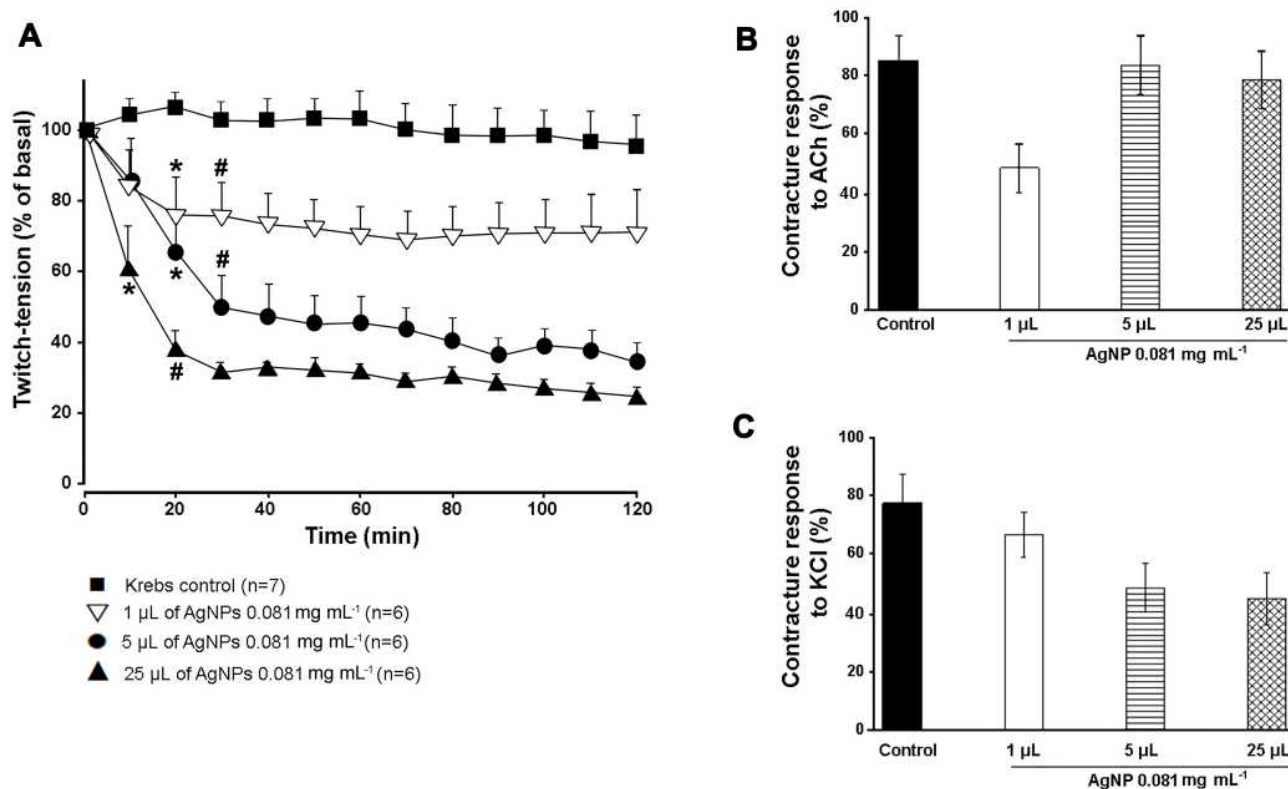 A
Twitch-tension (% of basal)
100
80
60
40
20
0
*
#
*
#
*
#
0
20
40
60
80
100
120
Time (min)
Krebs control (n=7)
1 µL of AgNPs 0.081 mg mL⁻¹ (n=6)
5 µL of AgNPs 0.081 mg mL⁻¹ (n=6)
25 µL of AgNPs 0.081 mg mL⁻¹ (n=6)
B
Contracture response
to ACh (%)
100
80
60
40
20
0
Control
1 µL
5 µL
25 µL
AgNP 0.081 mg mL⁻¹
C
Contracture response
to KCl (%)
100
80
60
40
20
0
Control
1 µL
5 µL
25 µL
AgNP 0.081 mg mL⁻¹